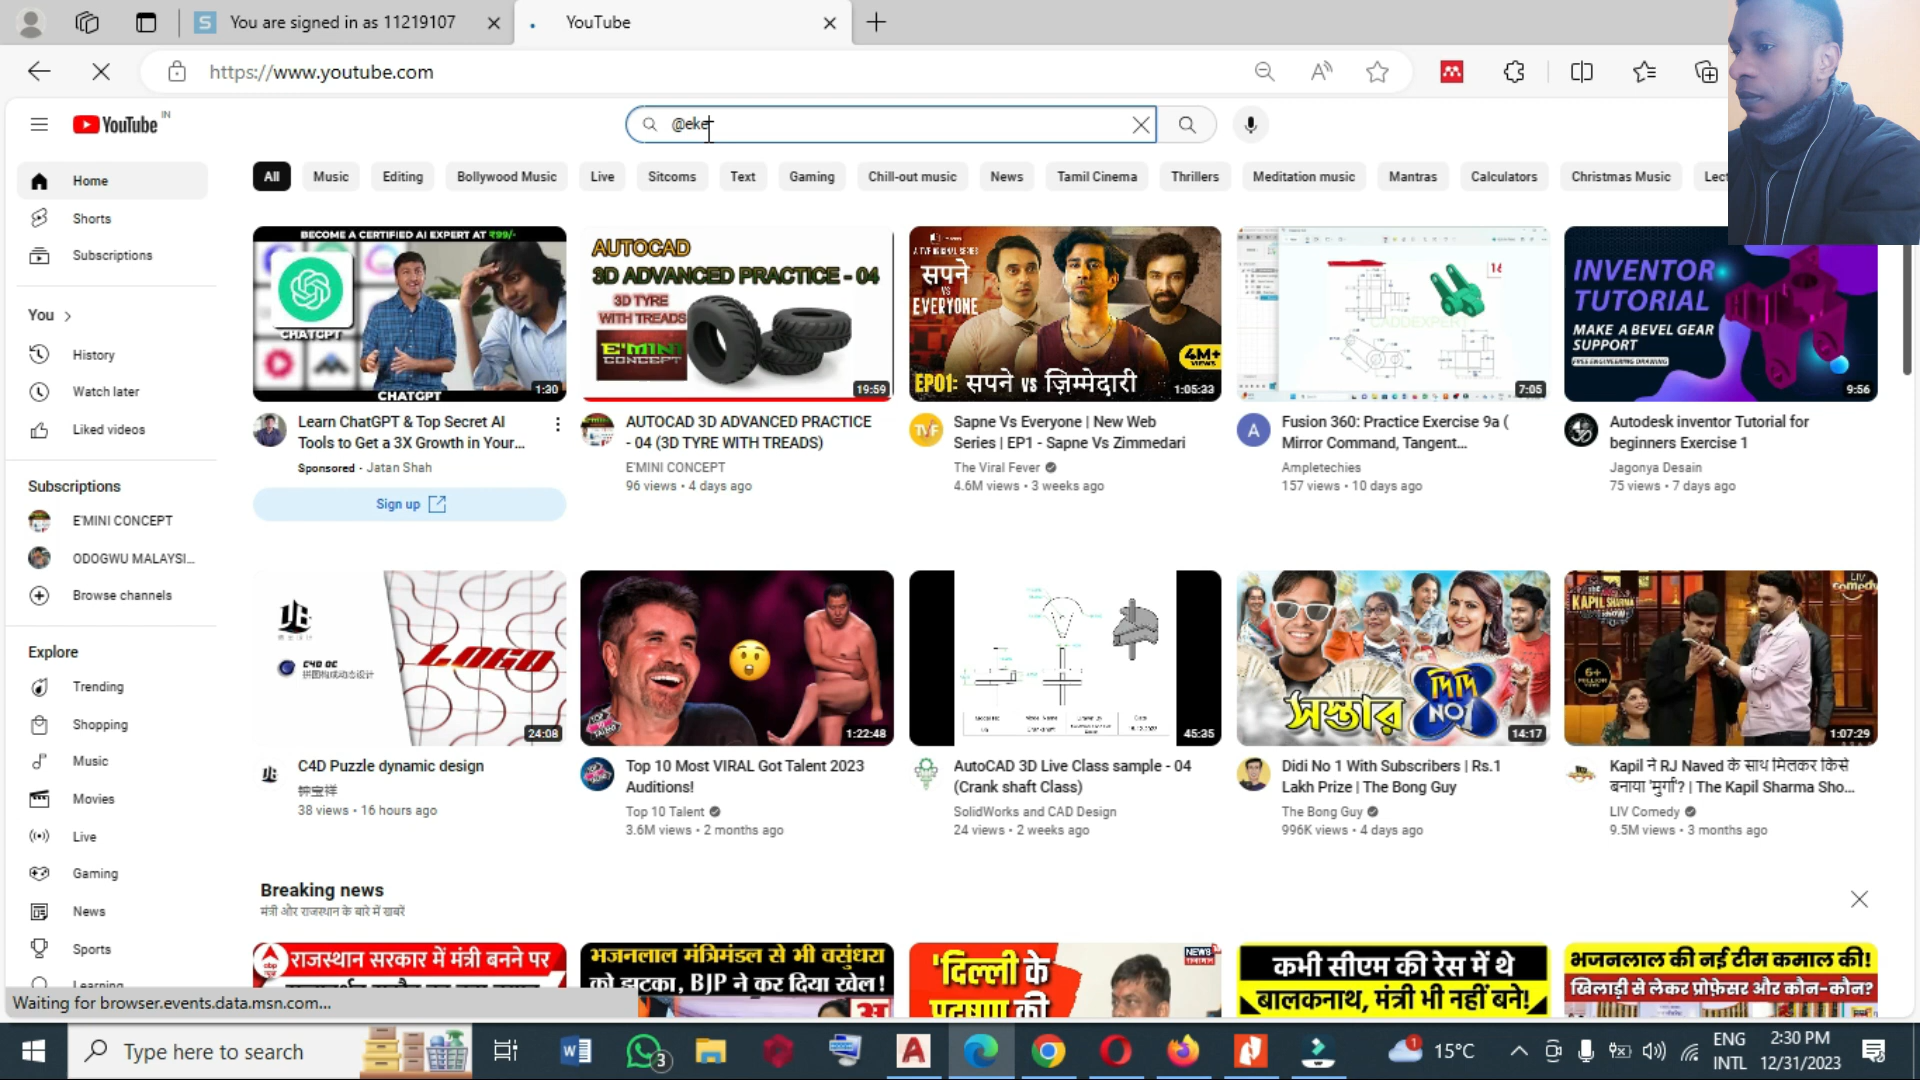 You are signed in as 11219107
YouTube
https://www.youtube.com
YouTube IN
@eke
Home
Shorts
Subscriptions
You
History
Watch later
Liked videos
Subscriptions
E'MINI CONCEPT
ODOGWU MALAYSI...
Browse channels
Explore
Trending
Shopping
Music
Movies
Live
Gaming
News
Sports
Learning
All Music Editing Bollywood Music Live Sitcoms Text Gaming Chill-out music News Tamil Cinema Thrillers Meditation music Mantras Calculators Christmas Music Lect
BECOME A CERTIFIED AI EXPERT AT ₹99/-
CHATGPT
CHATGPT
1:30
Learn ChatGPT & Top Secret AI
Tools to Get a 3X Growth in Your...
Sponsored · Jatan Shah
Sign up
AUTOCAD
3D ADVANCED PRACTICE - 04
3D TYRE
WITH TREADS
E'MINI
CONCEPT
19:59
AUTOCAD 3D ADVANCED PRACTICE
- 04 (3D TYRE WITH TREADS)
E'MINI CONCEPT
96 views • 4 days ago
सपने
VS
EVERYONE
4M+
VIEWS
EP01: सपने vs ज़िम्मेदारी
1:05:33
Sapne Vs Everyone | New Web
Series | EP1 - Sapne Vs Zimmedari
The Viral Fever
4.6M views • 3 weeks ago
7:05
Fusion 360: Practice Exercise 9a (
Mirror Command, Tangent...
Ampletechies
157 views • 10 days ago
INVENTOR
TUTORIAL
MAKE A BEVEL GEAR
SUPPORT
FREE ENGINEERING DRAWING
9:56
Autodesk inventor Tutorial for
beginners Exercise 1
Jagonya Desain
75 views • 7 days ago
LOGO
24:08
C4D Puzzle dynamic design
钟宝祥
38 views • 16 hours ago
1:22:48
Top 10 Most VIRAL Got Talent 2023
Auditions!
Top 10 Talent
3.6M views • 2 months ago
45:35
AutoCAD 3D Live Class sample - 04
(Crank shaft Class)
SolidWorks and CAD Design
24 views • 2 weeks ago
সস্তার
দিদি
NO1
14:17
Didi No 1 With Subscribers | Rs.1
Lakh Prize | The Bong Guy
The Bong Guy
996K views • 4 days ago
LIV
comedy
KAPIL SHARMA
1:07:29
Kapil ने RJ Naved के साथ मिलकर किसे
बनाया 'मुर्गा'? | The Kapil Sharma Sho...
LIV Comedy
9.5M views • 3 months ago
Breaking news
मंत्री और राजस्थान के बारे में खबरें
राजस्थान सरकार में मंत्री बनने पर
भजनलाल मंत्रिमंडल से भी वसुंधरा
को झटका, BJP ने कर दिया खेल!
'दिल्ली के
कभी सीएम की रेस में थे
बालकनाथ, मंत्री भी नहीं बने!
भजनलाल की नई टीम कमाल की!
खिलाड़ी से लेकर प्रोफ़ेसर और कौन-कौन?
Waiting for browser.events.data.msn.com...
Type here to search
3
15°C
ENG
INTL
2:30 PM
12/31/2023